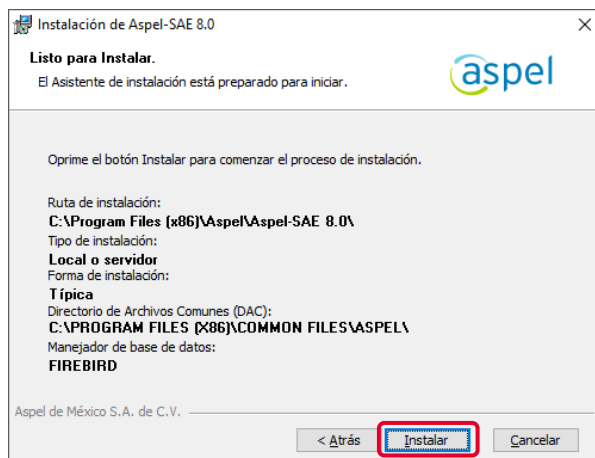 Instalación de Aspel-SAE 8.0
Listo para Instalar.
El Asistente de instalación está preparado para iniciar.
aspel
Oprime el botón Instalar para comenzar el proceso de instalación.
Ruta de instalación:
C:\Program Files (x86)\Aspel\Aspel-SAE 8.0\
Tipo de instalación:
Local o servidor
Forma de instalación:
Típica
Directorio de Archivos Comunes (DAC):
C:\PROGRAM FILES (X86)\COMMON FILES\ASPEL\
Manejador de base de datos:
FIREBIRD
Aspel de México S.A. de C.V.
< Atrás Instalar Cancelar